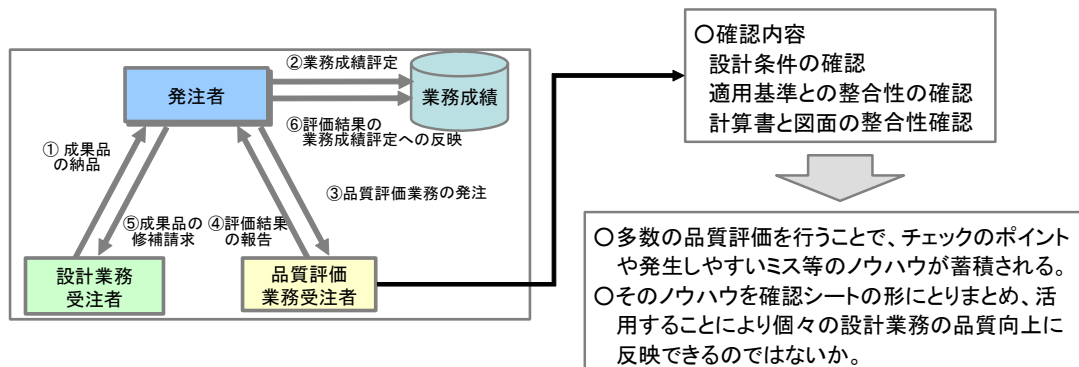 ②業務成績評定
発注者
業務成績
⑥評価結果の
業務成績評定への反映
① 成果品
の納品
③品質評価業務の発注
⑤成果品の
修補請求
④評価結果
の報告
設計業務
受注者
品質評価
業務受注者
○確認内容
設計条件の確認
適用基準との整合性の確認
計算書と図面の整合性確認
○多数の品質評価を行うことで、チェックのポイント
や発生しやすいミス等のノウハウが蓄積される。
○そのノウハウを確認シートの形にとりまとめ、活
用することにより個々の設計業務の品質向上に
反映できるのではないか。